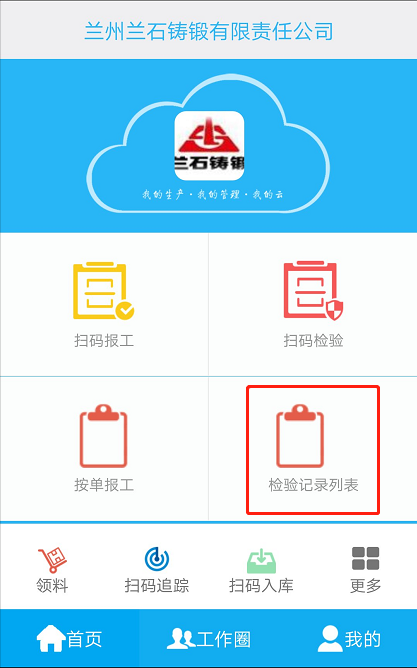 兰州兰石铸锻有限责任公司
兰石铸锻
我的生产·我的管理·我的云
扫码报工 扫码检验
按单报工 检验记录列表
领料 扫码追踪 扫码入库 更多
首页 工作圈 我的